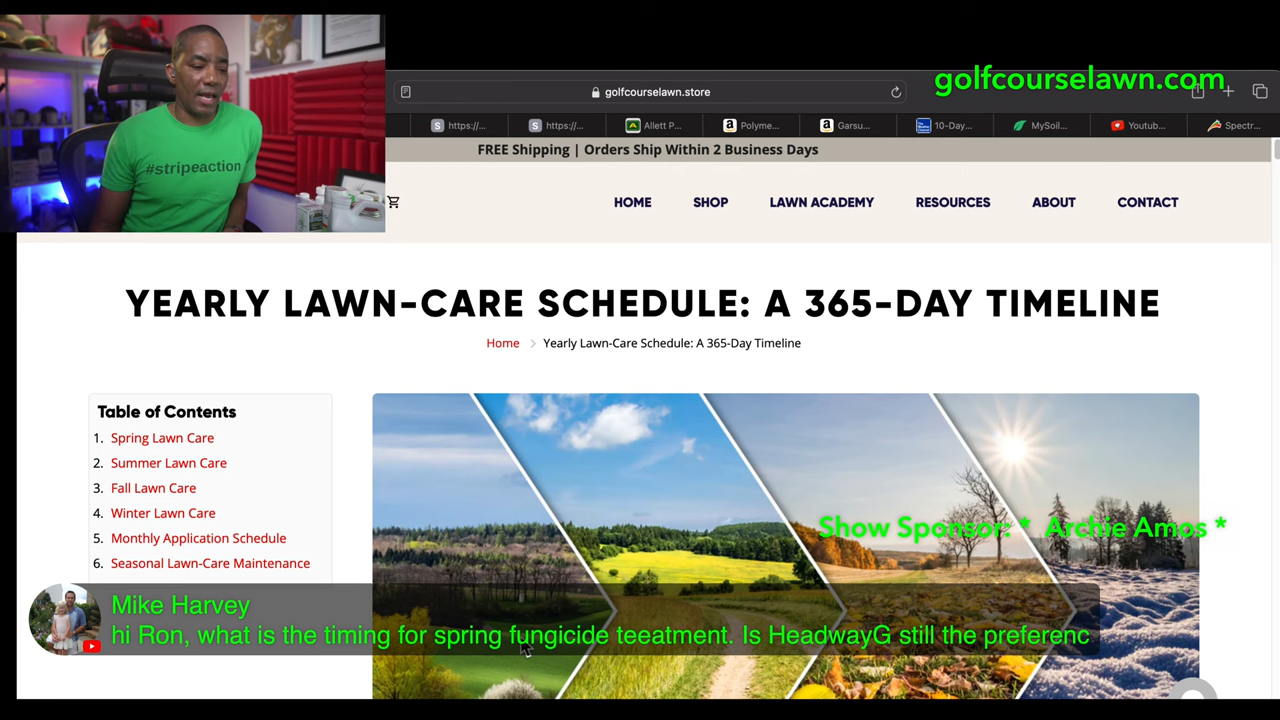 #stripeaction
golfcourselawn.com
golfcourselawn.store
https://...
https://...
Allett P...
Polyme...
Garsu...
10-Day...
MySoil...
Youtub...
Spectr...
FREE Shipping | Orders Ship Within 2 Business Days
HOME
SHOP
LAWN ACADEMY
RESOURCES
ABOUT
CONTACT
YEARLY LAWN-CARE SCHEDULE: A 365-DAY TIMELINE
Home > Yearly Lawn-Care Schedule: A 365-Day Timeline
Table of Contents
1. Spring Lawn Care
2. Summer Lawn Care
3. Fall Lawn Care
4. Winter Lawn Care
5. Monthly Application Schedule
6. Seasonal Lawn-Care Maintenance
Show Sponsor: * Archie Amos *
Mike Harvey
hi Ron, what is the timing for spring fungicide teeatment. Is HeadwayG still the preferenc